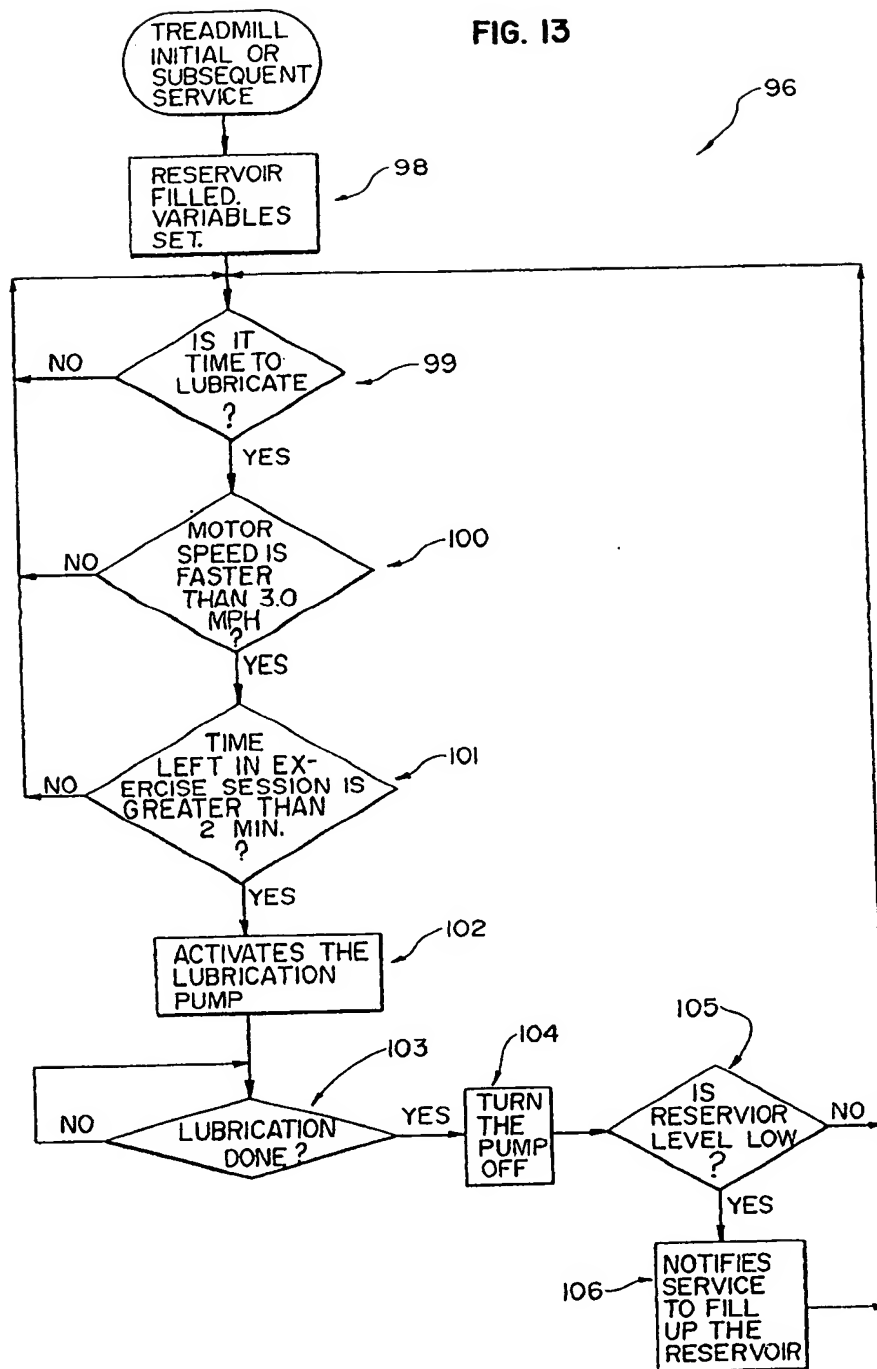 FIG. 13
TREADMILL
INITIAL OR
SUBSEQUENT
SERVICE
96
RESERVOIR
FILLED.
VARIABLES
SET.
98
IS IT
TIME TO
LUBRICATE
?
99
NO
YES
MOTOR
SPEED IS
FASTER
THAN 3.0
MPH
?
100
NO
YES
TIME
LEFT IN EX-
ERCISE SESSION IS
GREATER THAN
2 MIN.
?
101
NO
YES
ACTIVATES THE
LUBRICATION
PUMP
102
LUBRICATION
DONE?
103
NO
YES
TURN
THE
PUMP
OFF
104
IS
RESERVIOR
LEVEL LOW
?
105
NO
YES
NOTIFIES
SERVICE
TO FILL
UP THE
RESERVOIR
106